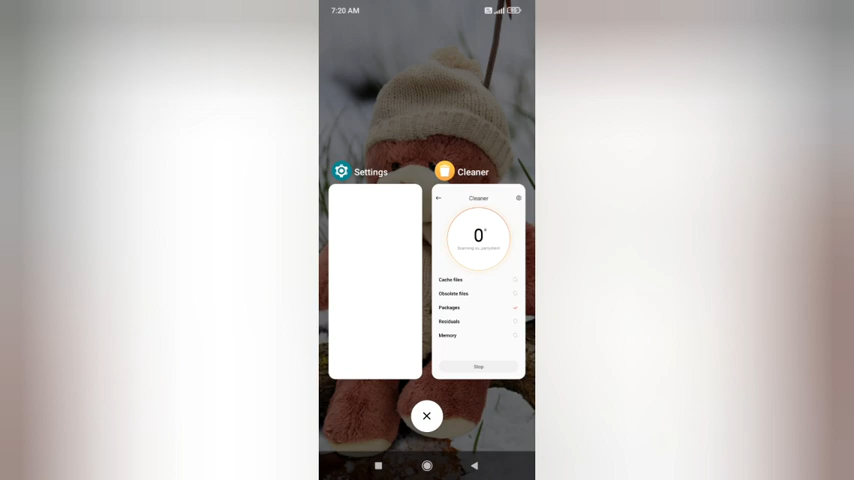 7:20 AM
Settings
Cleaner
Cleaner
0
Cache files
Obsolete files
Packages
Residuals
Memory
Stop